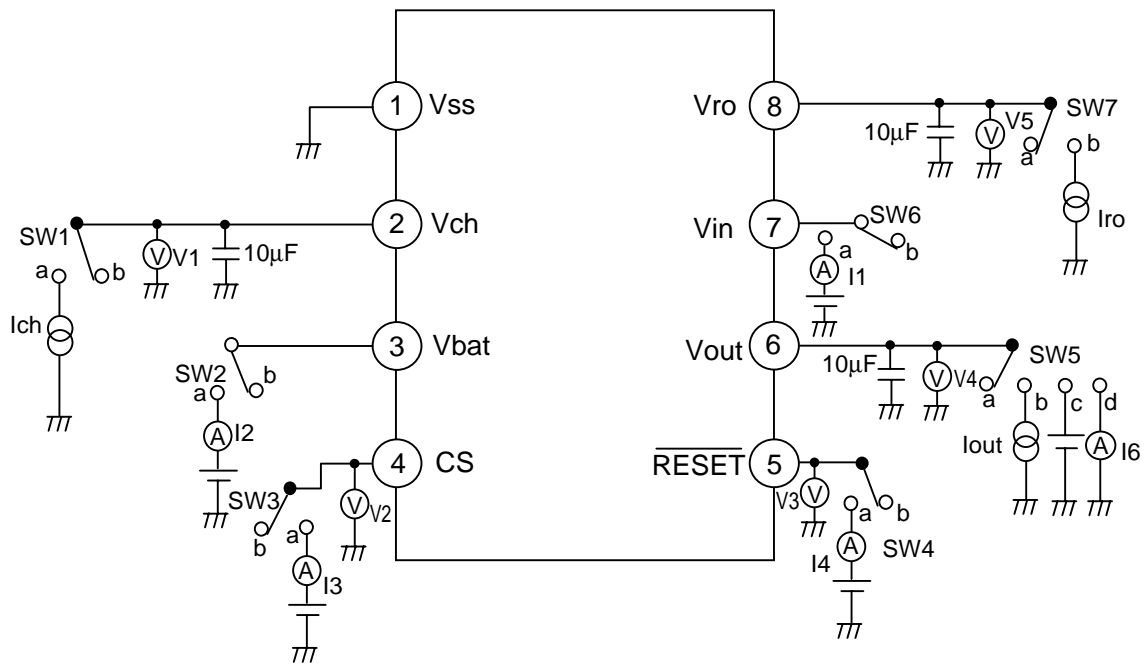 1 Vss
Vro 8
10μF
V
V5
SW7
a
b
Iro
SW1
a
b
V
V1
10μF
2 Vch
Ich
Vin 7
SW6
a
b
A
I1
3 Vbat
SW2
a
b
A
I2
Vout 6
10μF
V
V4
SW5
a
b
c
d
Iout
A
I6
4 CS
SW3
b
a
V
V2
A
I3
RESET 5
V3
V
a
b
I4
A
SW4